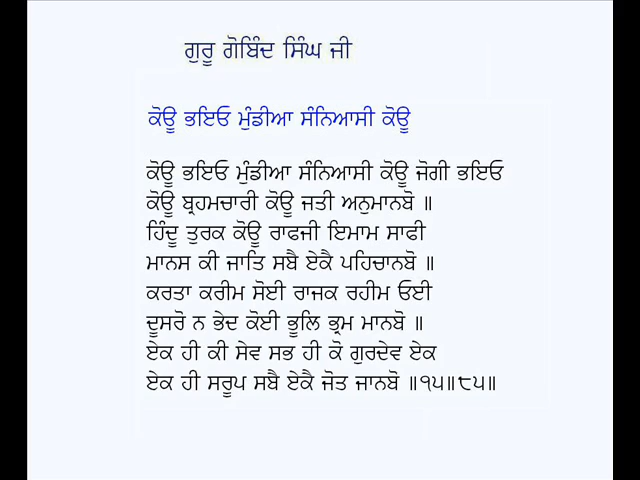 ਗੁਰੂ ਗੋਬਿੰਦ ਸਿੰਘ ਜੀ
ਕੋਊ ਭਇਓ ਮੁੰਡੀਆ ਸੰਨਿਆਸੀ ਕੋਊ
ਕੋਊ ਭਇਓ ਮੁੰਡੀਆ ਸੰਨਿਆਸੀ ਕੋਊ ਜੋਗੀ ਭਇਓ
ਕੋਊ ਬ੍ਰਹਮਚਾਰੀ ਕੋਊ ਜਤੀ ਅਨੁਮਾਨਬੋ ॥
ਹਿੰਦੂ ਤੁਰਕ ਕੋਊ ਰਾਫਜੀ ਇਮਾਮ ਸਾਫੀ
ਮਾਨਸ ਕੀ ਜਾਤਿ ਸਬੈ ਏਕੈ ਪਹਿਚਾਨਬੋ ॥
ਕਰਤਾ ਕਰੀਮ ਸੋਈ ਰਾਜਕ ਰਹੀਮ ਓਈ
ਦੂਸਰੋ ਨ ਭੇਦ ਕੋਈ ਭੂਲਿ ਭ੍ਰਮ ਮਾਨਬੋ ॥
ਏਕ ਹੀ ਕੀ ਸੇਵ ਸਭ ਹੀ ਕੋ ਗੁਰਦੇਵ ਏਕ
ਏਕ ਹੀ ਸਰੂਪ ਸਬੈ ਏਕੈ ਜੋਤ ਜਾਨਬੋ ॥੧੫॥੮੫॥